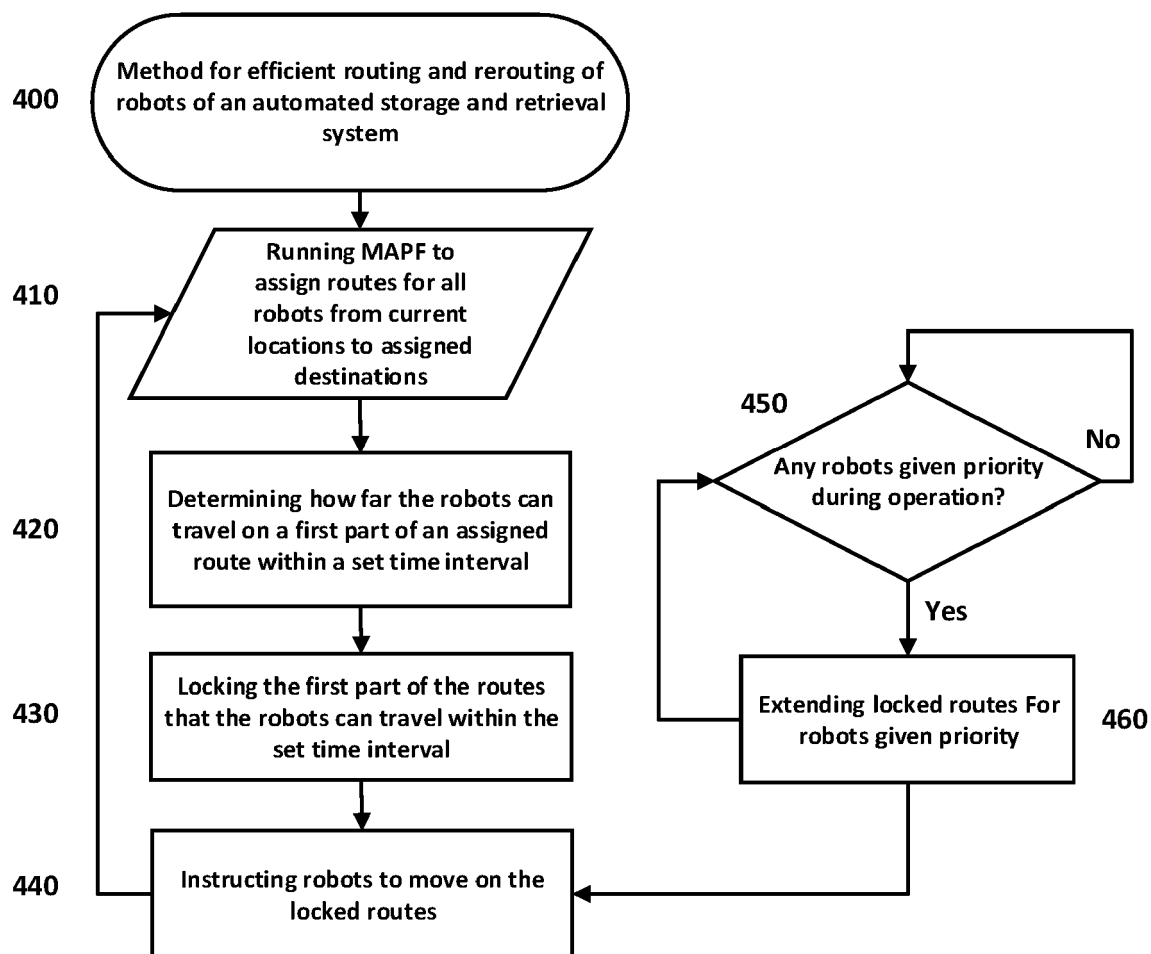 400
Method for efficient routing and rerouting of
robots of an automated storage and retrieval
system
410
Running MAPF to
assign routes for all
robots from current
locations to assigned
destinations
420
Determining how far the robots can
travel on a first part of an assigned
route within a set time interval
430
Locking the first part of the routes
that the robots can travel within the
set time interval
440
Instructing robots to move on the
locked routes
450
Any robots given priority
during operation?
No
Yes
Extending locked routes For
robots given priority
460